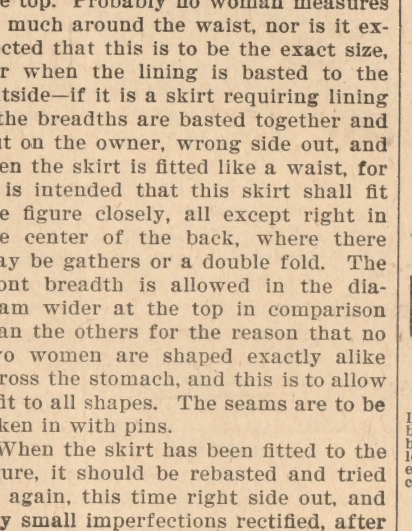 e top. Probably no woman measures
much around the waist, nor is it ex-
cted that this is to be the exact size,
r when the lining is basted to the
tside—if it is a skirt requiring lining
the breadths are basted together and
ut on the owner, wrong side out, and
en the skirt is fitted like a waist, for
is intended that this skirt shall fit
e figure closely, all except right in
e center of the back, where there
ay be gathers or a double fold. The
ont breadth is allowed in the dia-
am wider at the top in comparison
an the others for the reason that no
o women are shaped exactly alike
ross the stomach, and this is to allow
fit to all shapes. The seams are to be
ken in with pins.
When the skirt has been fitted to the
ure, it should be rebasted and tried
again, this time right side out, and
y small imperfections rectified, after